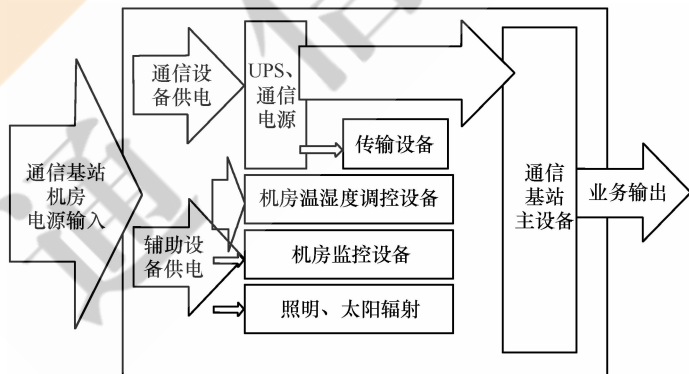 通信设
备供电
UPS、
通信
电源
传输设备
通信基站
机房
电源输入
机房温湿度调控设备
通信
基站
主设备
业务输出
辅助设
备供电
机房监控设备
照明、太阳辐射
通信